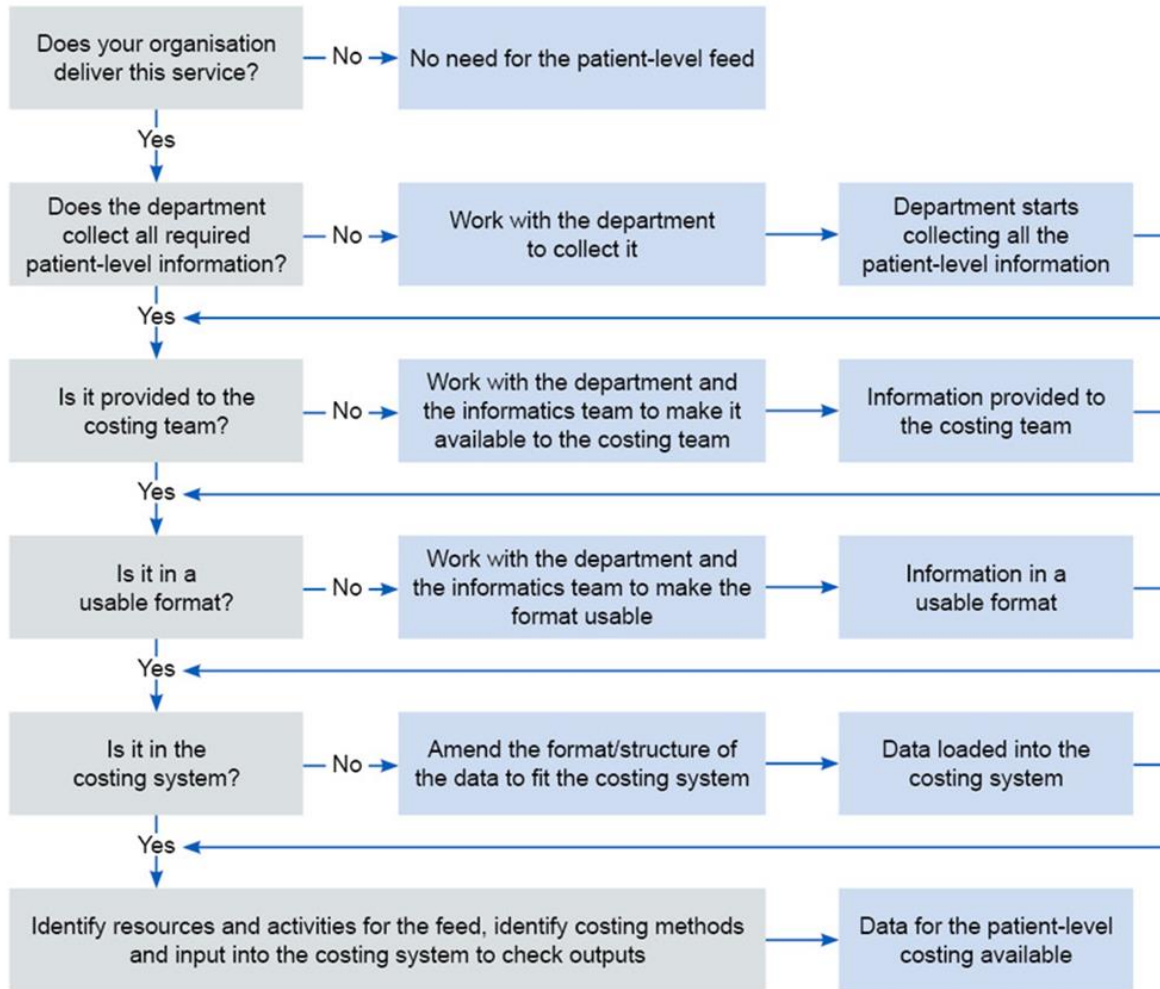 Does your organisation
deliver this service?
No
No need for the patient-level feed
Yes
Does the department
collect all required
patient-level information?
No
Work with the department
to collect it
Department starts
collecting all the
patient-level information
Yes
Is it provided to the
costing team?
No
Work with the department and
the informatics team to make it
available to the costing team
Information provided to
the costing team
Yes
Is it in a
usable format?
No
Work with the department and
the informatics team to make the
format usable
Information in a
usable format
Yes
Is it in the
costing system?
No
Amend the format/structure of
the data to fit the costing system
Data loaded into the
costing system
Yes
Identify resources and activities for the feed, identify costing methods
and input into the costing system to check outputs
Data for the patient-level
costing available